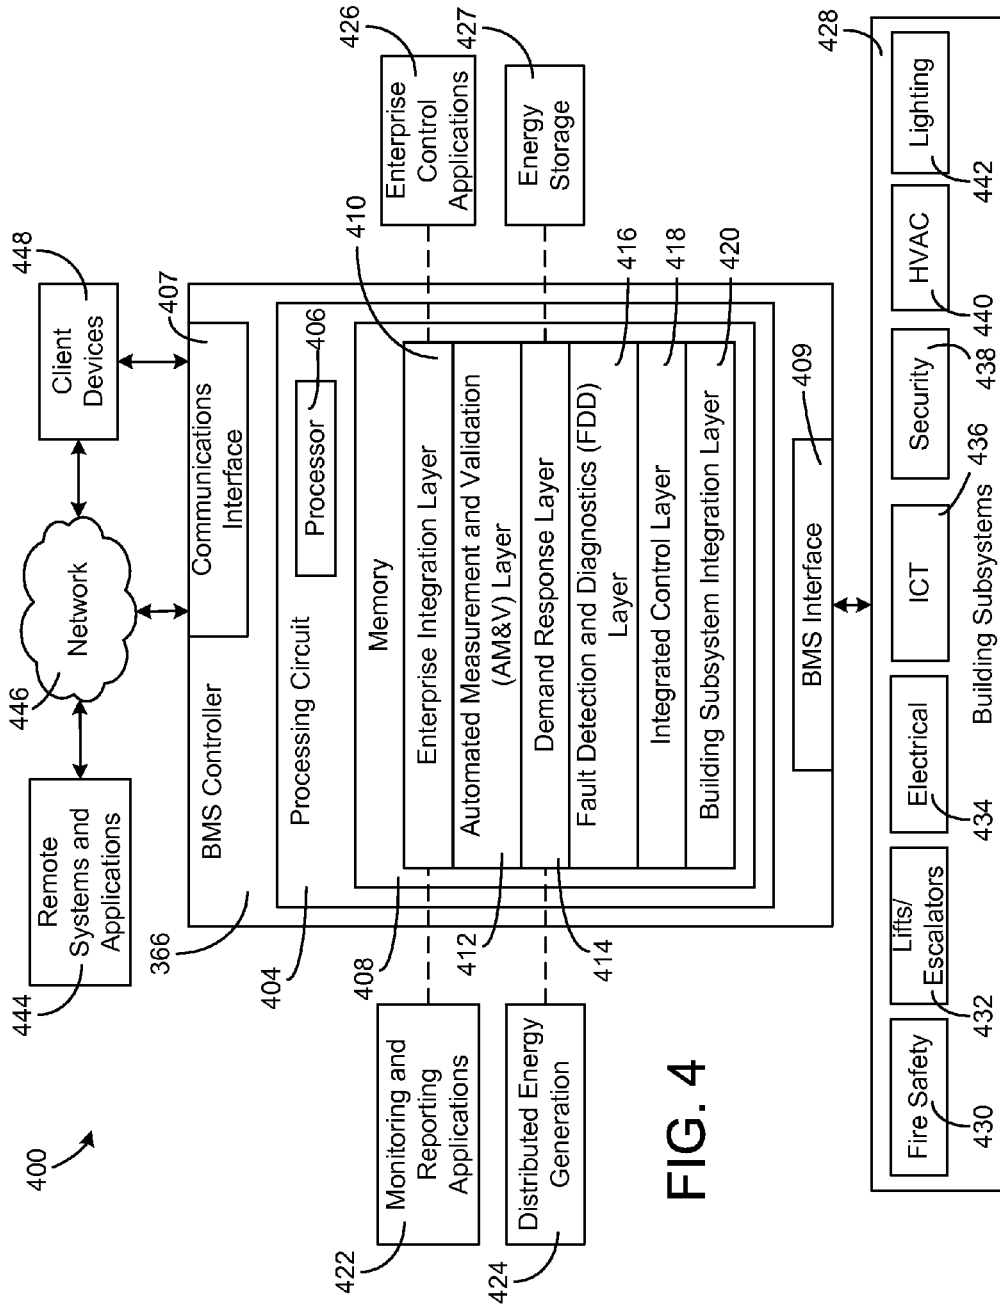 400
444
Remote
Systems and
Applications
446
Network
448
Client
Devices
366
BMS Controller
Communications
Interface
407
404
Processing Circuit
Processor
406
408
Memory
410
Enterprise Integration Layer
Automated Measurement and Validation
(AM&V) Layer
412
Demand Response Layer
414
Fault Detection and Diagnostics (FDD)
Layer
416
Integrated Control Layer
418
Building Subsystem Integration Layer
420
BMS Interface
409
422
Monitoring and
Reporting
Applications
424
Distributed Energy
Generation
Enterprise
Control
Applications
426
Energy
Storage
427
FIG. 4
428
Fire Safety
430
Lifts/
Escalators
432
Electrical
434
ICT
436
Security
438
HVAC
440
Lighting
442
Building Subsystems